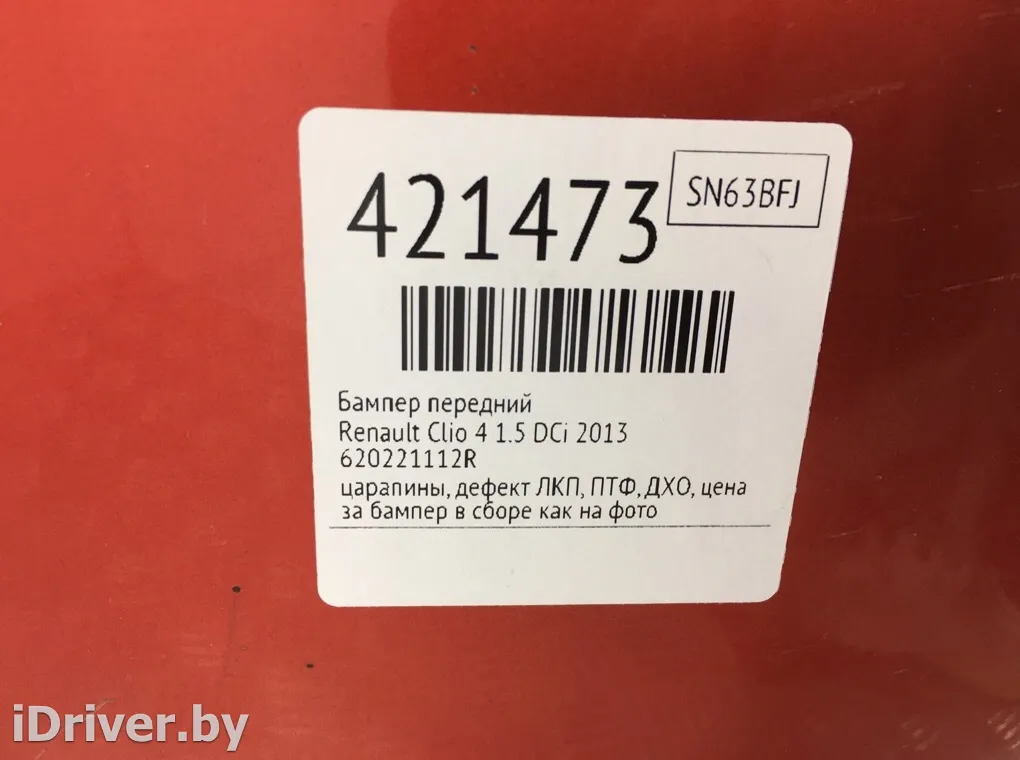 421473
SN63BFJ
Бампер передний
Renault Clio 4 1.5 DCi 2013
620221112R
царапины, дефект ЛКП, ПТФ, ДХО, цена
за бампер в сборе как на фото
iDriver.by